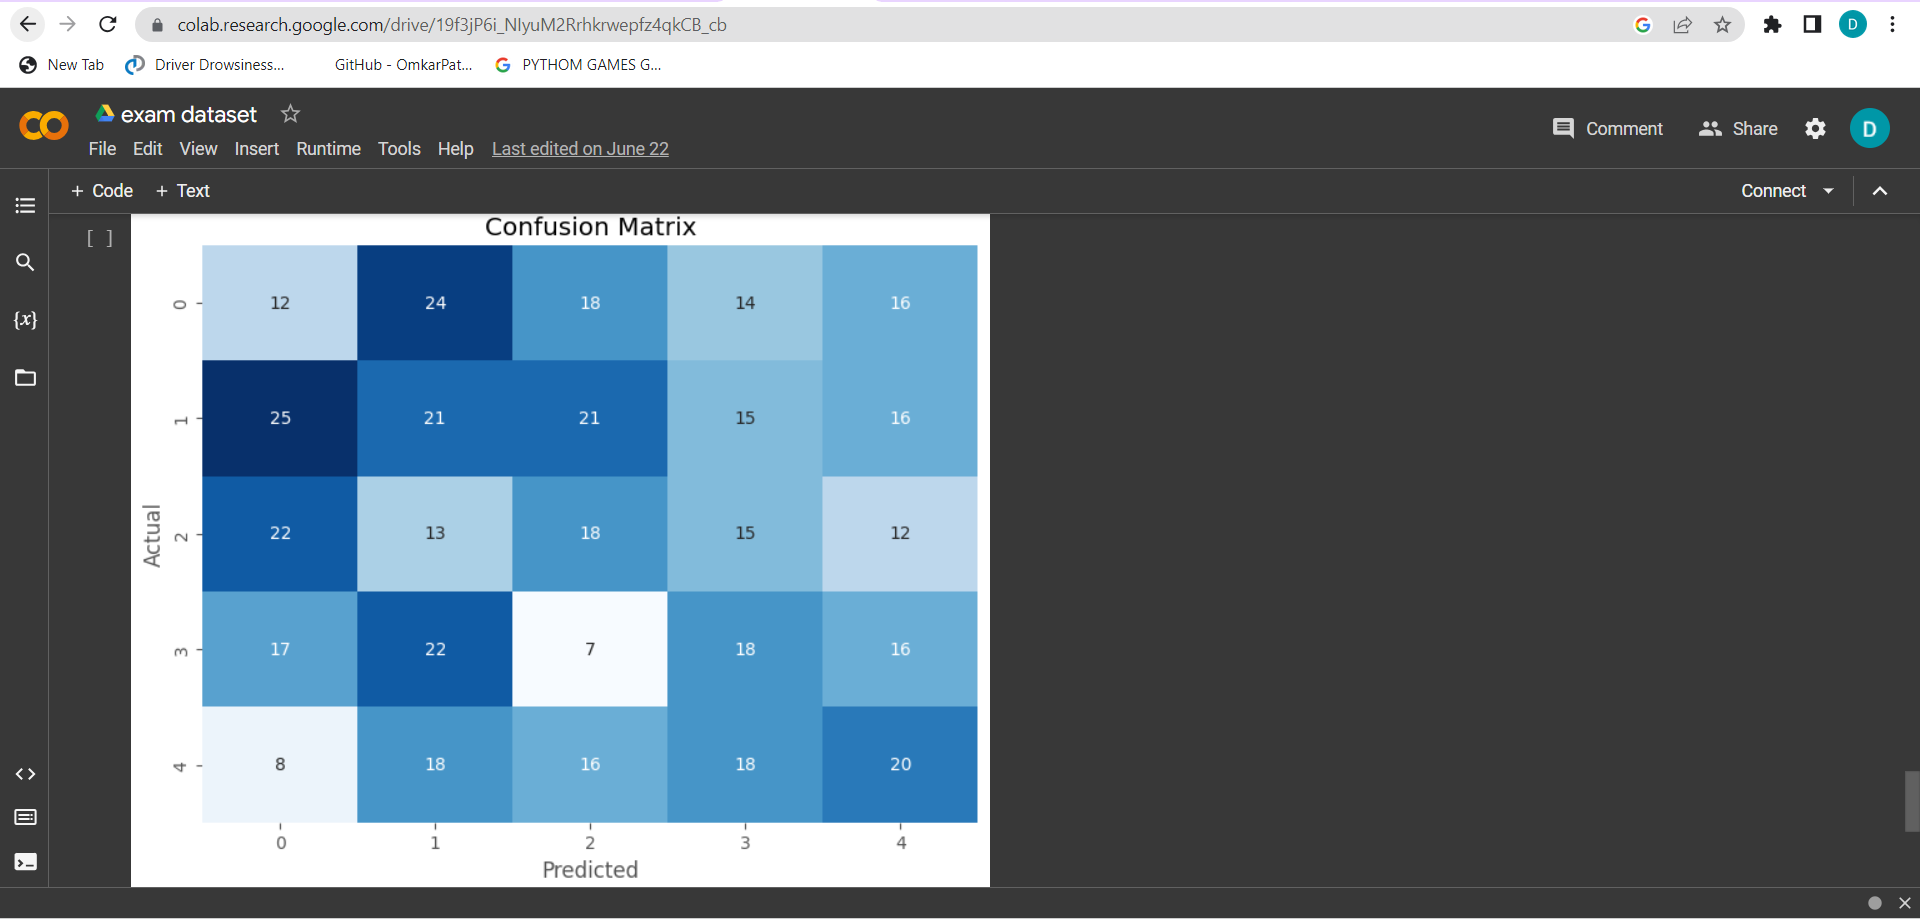 colab.research.google.com/drive/19f3jP6i_NIyuM2Rrhkrwepfz4qkCB_cb
D
New Tab
Driver Drowsiness...
GitHub - OmkarPat...
PYTHOM GAMES G...
exam dataset
Comment
Share
D
File Edit View Insert Runtime Tools Help Last edited on June 22
+ Code + Text
Connect
[ ]
Confusion Matrix
0 12 24 18 14 16
1 25 21 21 15 16
2 22 13 18 15 12
3 17 22 7 18 16
4 8 18 16 18 20
Actual
0 1 2 3 4
Predicted
{x}